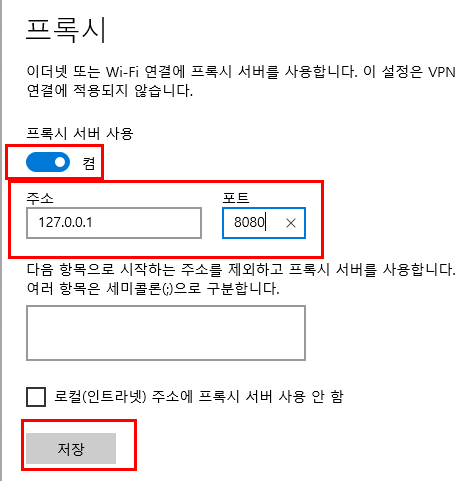 프록시
이더넷 또는 Wi-Fi 연결에 프록시 서버를 사용합니다. 이 설정은 VPN
연결에 적용되지 않습니다.
프록시 서버 사용
켬
주소 포트
127.0.0.1 8080
다음 항목으로 시작하는 주소를 제외하고 프록시 서버를 사용합니다.
여러 항목은 세미콜론(;)으로 구분합니다.
로컬(인트라넷) 주소에 프록시 서버 사용 안 함
저장